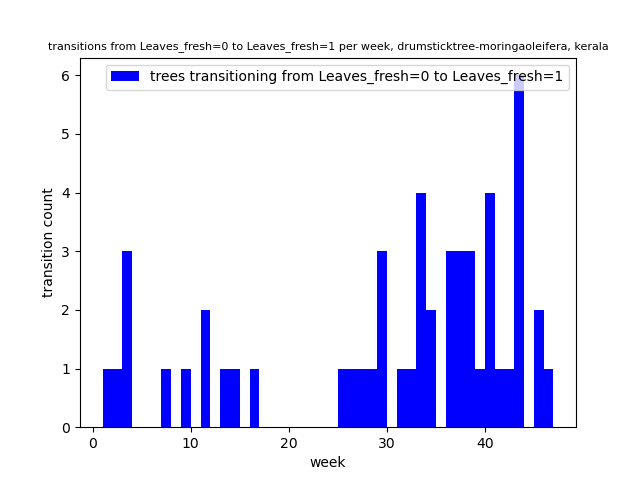 transitions from Leaves_fresh=0 to Leaves_fresh=1 per week, drumsticktree-moringaoleifera, kerala
trees transitioning from Leaves_fresh=0 to Leaves_fresh=1
transition count
6
5
4
3
2
1
0
0 10 20 30 40
week